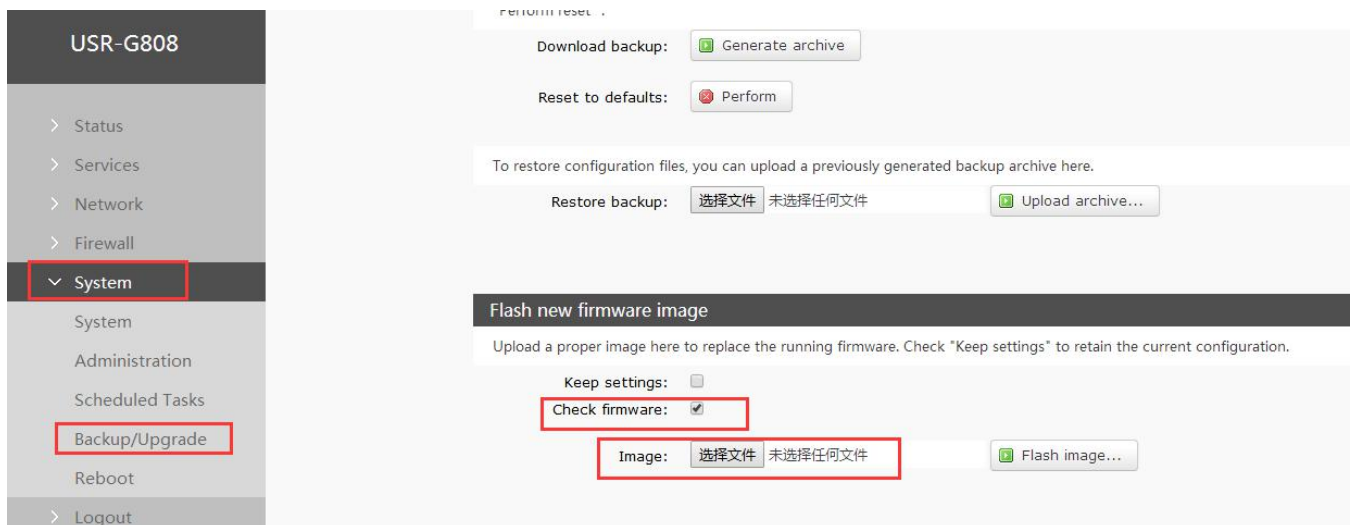 USR-G808
Status
Services
Network
Firewall
System
System
Administration
Scheduled Tasks
Backup/Upgrade
Reboot
Logout
Perform reset".
Download backup: Generate archive
Reset to defaults: Perform
To restore configuration files, you can upload a previously generated backup archive here.
Restore backup: 选择文件 未选择任何文件 Upload archive...
Flash new firmware image
Upload a proper image here to replace the running firmware. Check "Keep settings" to retain the current configuration.
Keep settings:
Check firmware:
Image: 选择文件 未选择任何文件 Flash image...